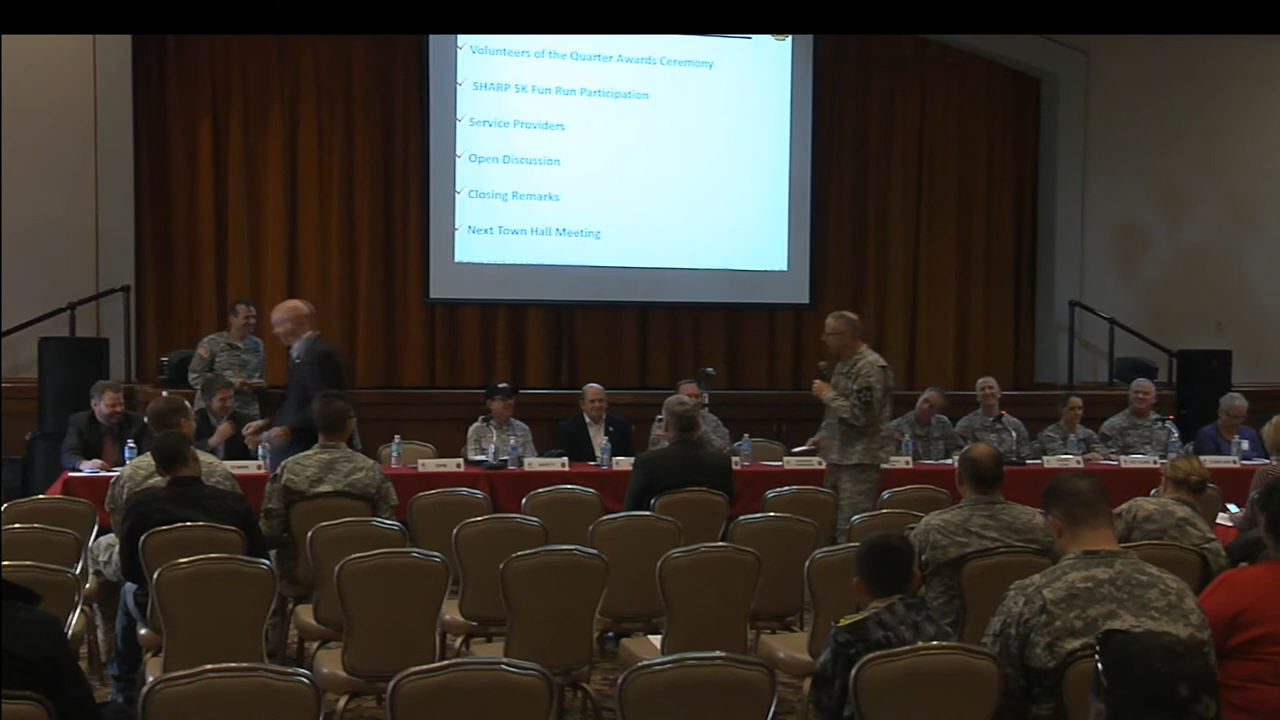 Volunteers of the Quarter Awards Ceremony
SHARP 5K Fun Run Participation
Service Providers
Open Discussion
Closing Remarks
Next Town Hall Meeting